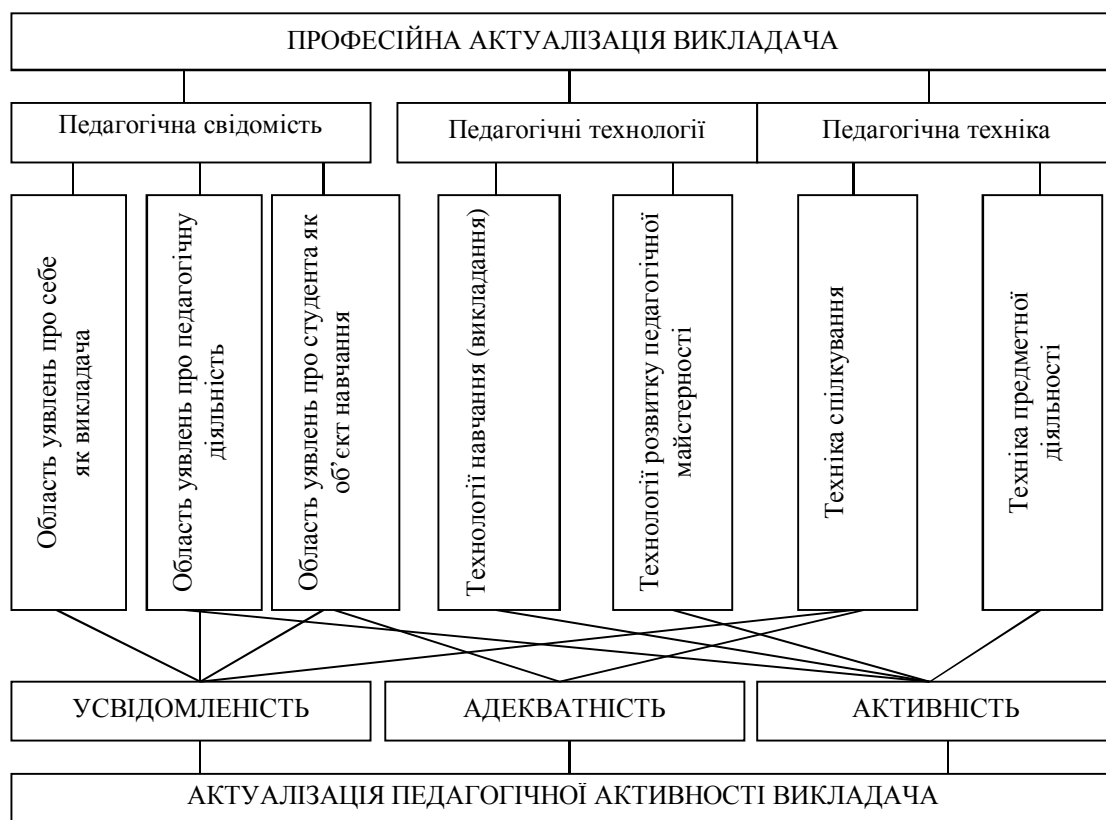 ПРОФЕСІЙНА АКТУАЛІЗАЦІЯ ВИКЛАДАЧА
Педагогічна свідомість
Педагогічні технології
Педагогічна техніка
Область уявлень про себе
як викладача
Область уявлень про педагогічну
діяльність
Область уявлень про студента як
об’єкт навчання
Технології навчання (викладання)
Технології розвитку педагогічної
майстерності
Техніка спілкування
Техніка предметної
діяльності
УСВІДОМЛЕНІСТЬ
АДЕКВАТНІСТЬ
АКТИВНІСТЬ
АКТУАЛІЗАЦІЯ ПЕДАГОГІЧНОЇ АКТИВНОСТІ ВИКЛАДАЧА